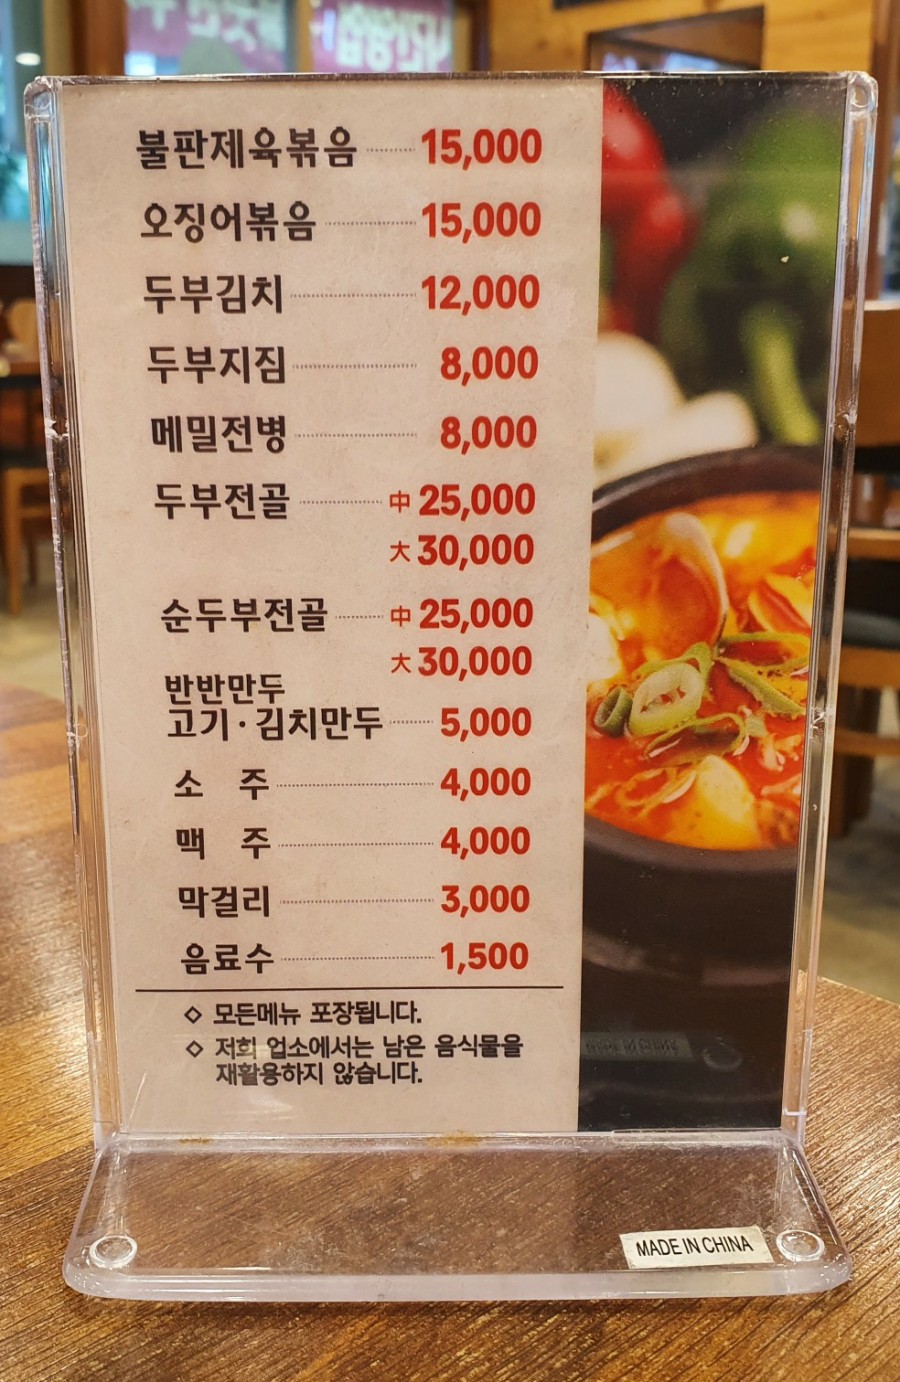 불판제육볶음 15,000
오징어볶음 15,000
두부김치 12,000
두부지짐 8,000
메밀전병 8,000
두부전골 中 25,000
大 30,000
순두부전골 中 25,000
大 30,000
반반만두
고기·김치만두 5,000
소 주 4,000
맥 주 4,000
막걸리 3,000
음료수 1,500
◇ 모든메뉴 포장됩니다.
◇ 저희 업소에서는 남은 음식물을
재활용하지 않습니다.
MADE IN CHINA